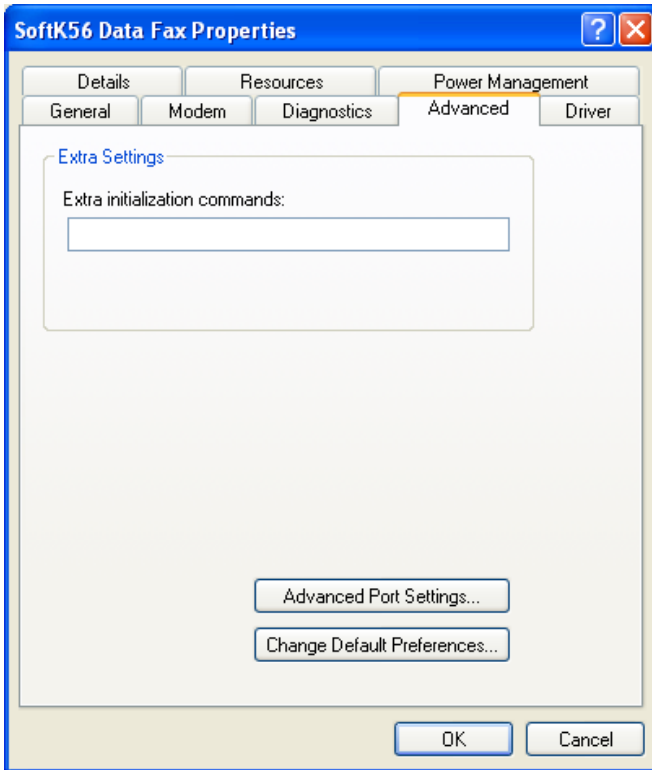 SoftK56 Data Fax Properties
Details Resources Power Management
General Modem Diagnostics Advanced Driver
Extra Settings
Extra initialization commands:
Advanced Port Settings...
Change Default Preferences...
OK Cancel